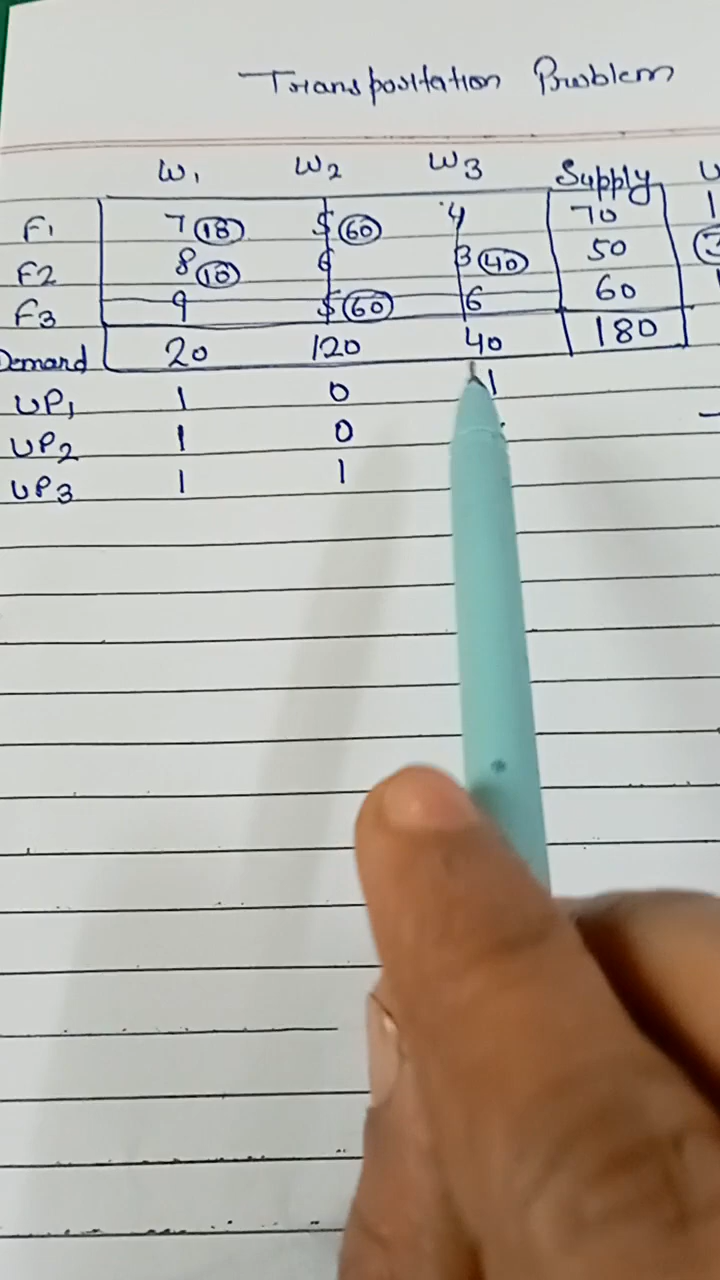 Transportation Problem
W1 W2 W3 Supply U
F1 7 (18) 5 (60) 4 70 1
F2 8 (10) 6 3 (40) 50
F3 9 5 (60) 6 60 1
Demand 20 120 40 180
UP1 1 0 1
UP2 1 0
UP3 1 1